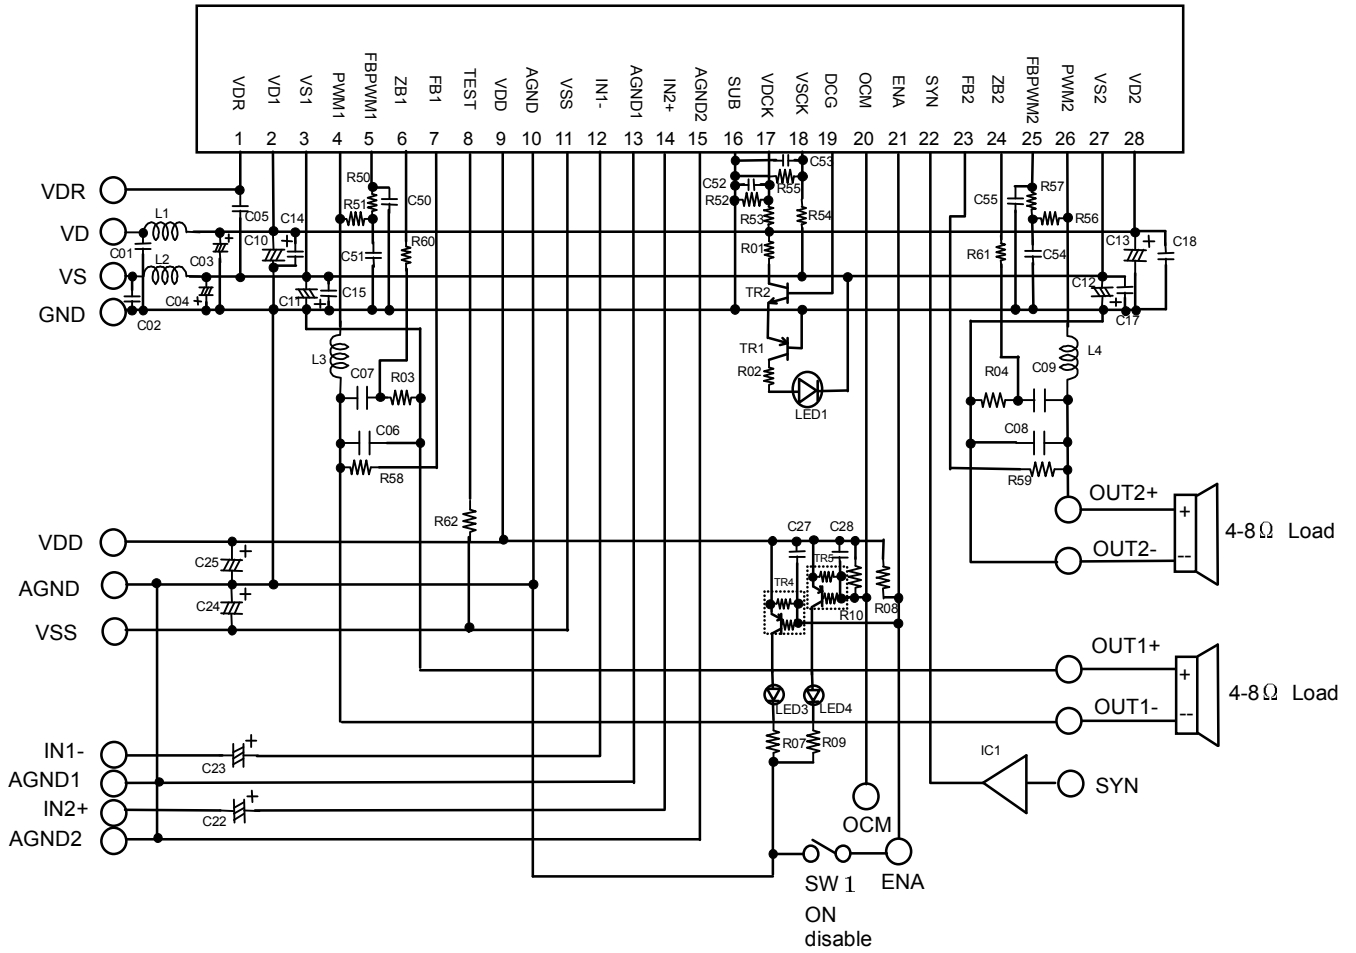 VDR VD1 VS1 PWM1 FBPWM1 ZB1 FB1 TEST VDD AGND VSS IN1- AGND1 IN2+ AGND2 SUB VDCK VSCK DCG OCM ENA SYN FB2 ZB2 FBPWM2 PWM2 VS2 VD2
1 2 3 4 5 6 7 8 9 10 11 12 13 14 15 16 17 18 19 20 21 22 23 24 25 26 27 28
C53
R50 C52 R55 R57
VDR
R51 C50 R52 C55
C05 C14 R53 R54 R56
L1
VD
C01 C03 C10 R60 C51 R01 R61 C54 C13 C18
L2
VS
C04 C11 C15 TR2 C12
GND
C02 C17
L3 TR1 L4
C07 R03 R02 R04 C09
LED1
C06 C08
R58 R59
OUT2+
+
4-8Ω Load
R62 C27 C28
VDD
OUT2-
--
C25 + TR4 TR5
AGND
C24 + R10 R08
VSS
OUT1+
+
4-8Ω Load
LED3 LED4
OUT1-
--
R07 R09
IN1-
+
C23
IC1
AGND1
SYN
IN2+
+
C22
OCM
AGND2
SW 1
ENA
ON
disable